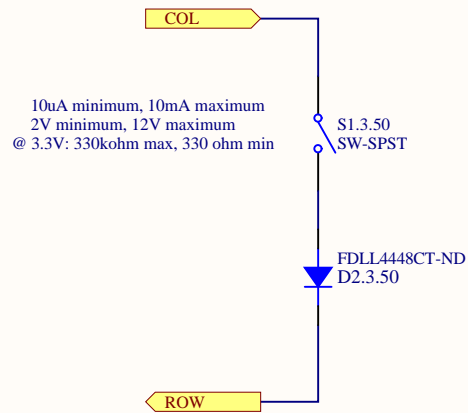 COL
10uA minimum, 10mA maximum
2V minimum, 12V maximum
@ 3.3V: 330kohm max, 330 ohm min
S1.3.50
SW-SPST
FDLL4448CT-ND
D2.3.50
ROW